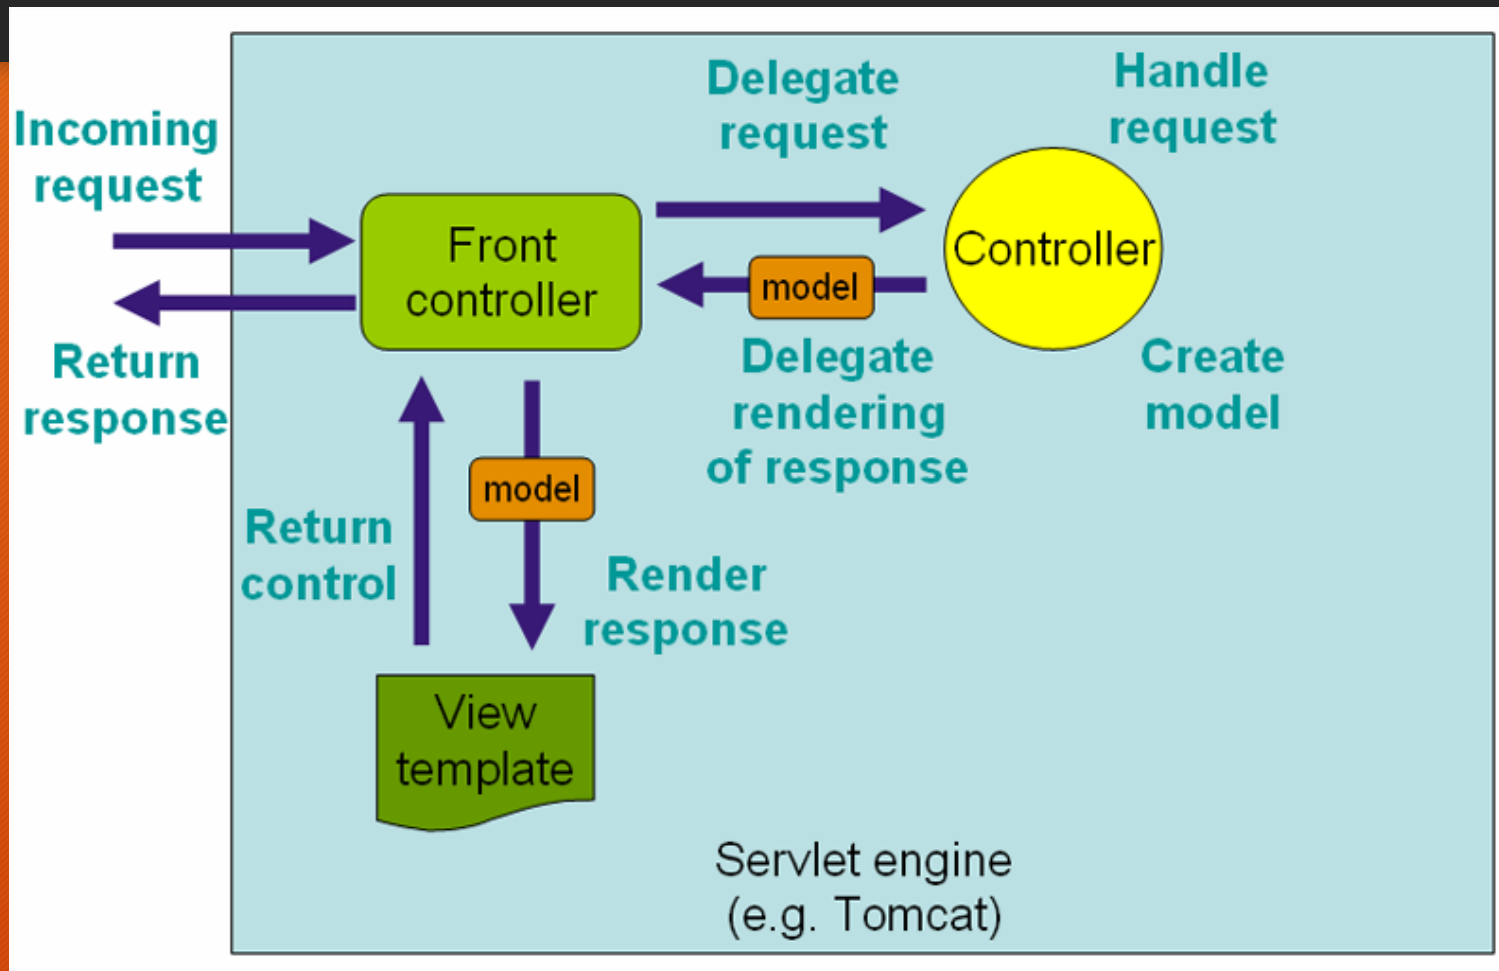 Incoming
request
Return
response
Delegate
request
Handle
request
Front
controller
Controller
model
Delegate
rendering
of response
Create
model
Return
control
model
Render
response
View
template
Servlet engine
(e.g. Tomcat)